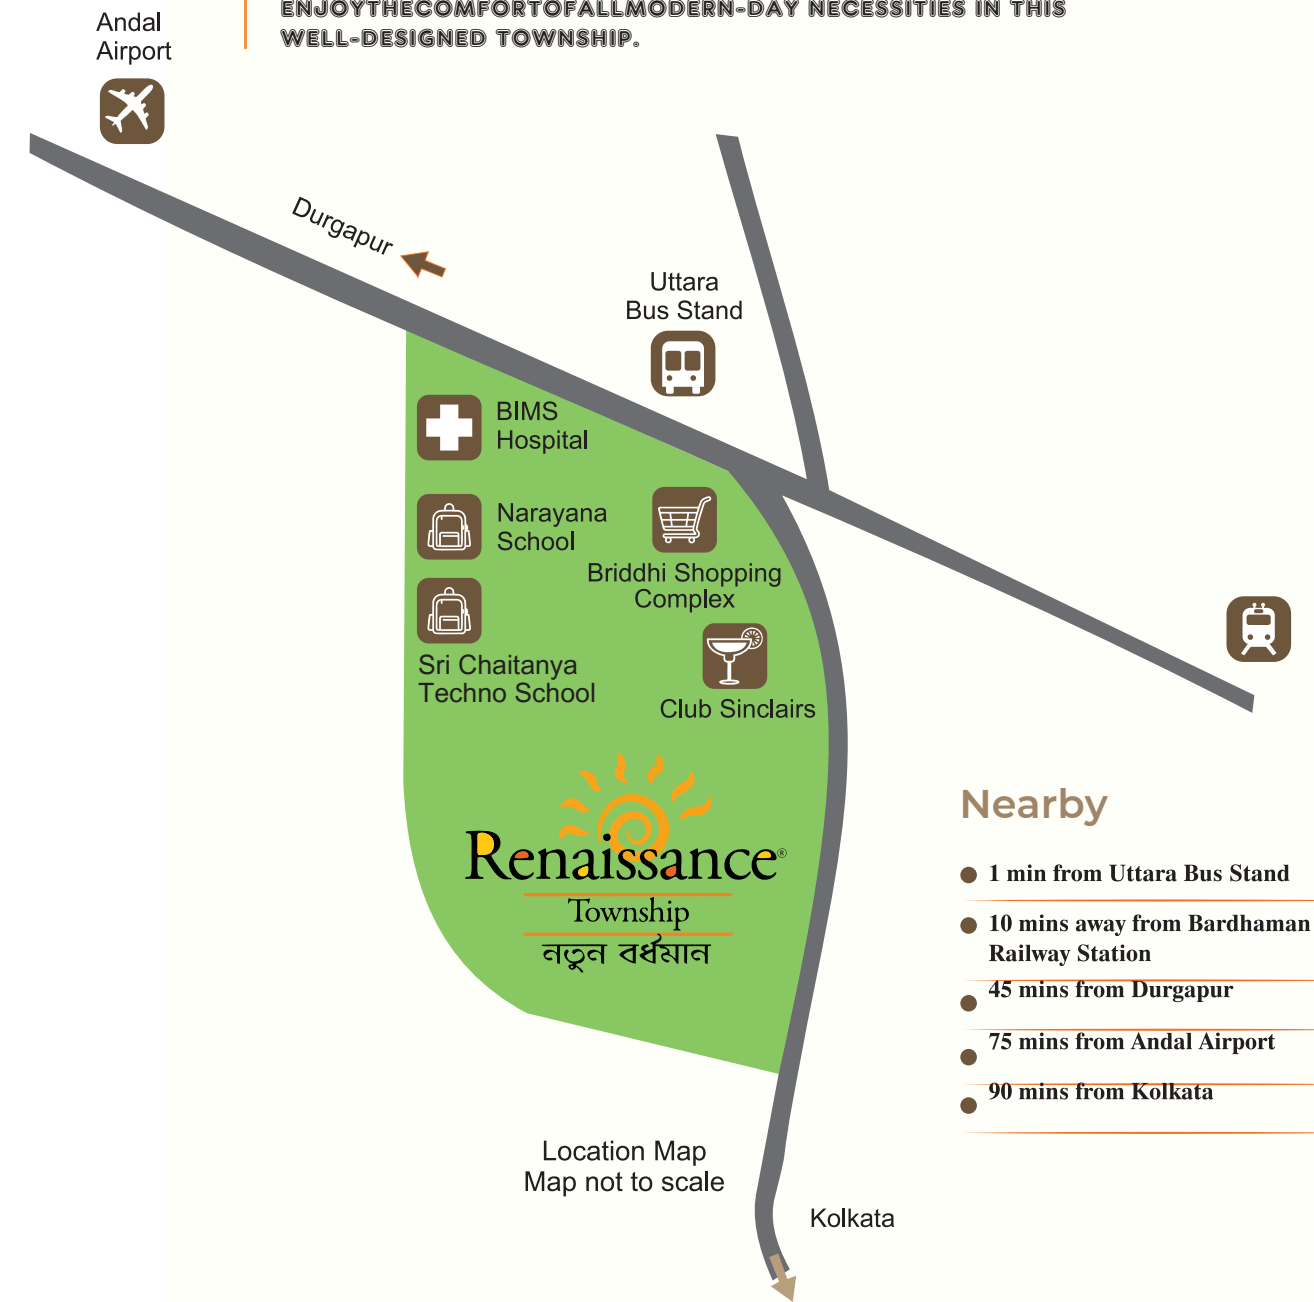 ENJOYTHECOMFORTOFALLMODERN-DAY NECESSITIES IN THIS
WELL-DESIGNED TOWNSHIP.
Andal
Airport
Durgapur
Uttara
Bus Stand
BIMS
Hospital
Narayana
School
Briddhi Shopping
Complex
Sri Chaitanya
Techno School
Club Sinclairs
Renaissance®
Township
নতুন বর্ধমান
Nearby
1 min from Uttara Bus Stand
10 mins away from Bardhaman
Railway Station
45 mins from Durgapur
75 mins from Andal Airport
90 mins from Kolkata
Location Map
Map not to scale
Kolkata